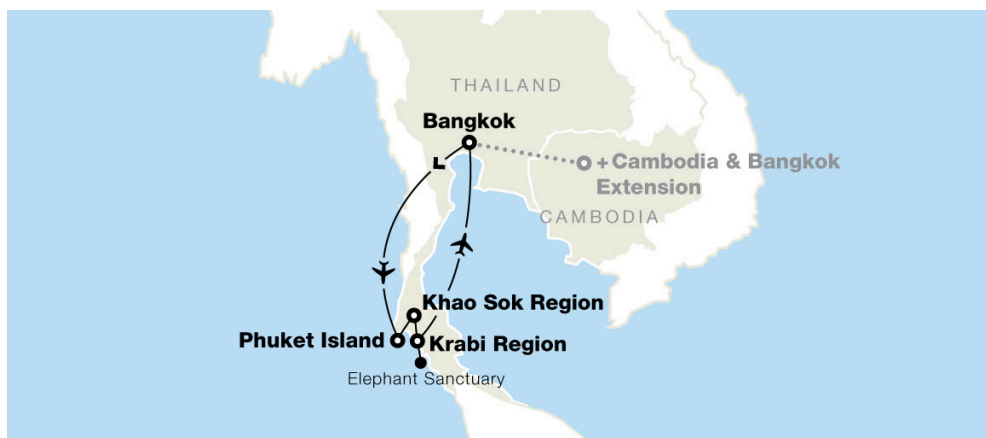 THAILAND
Bangkok
+Cambodia & Bangkok
Extension
CAMBODIA
Khao Sok Region
Phuket Island
Krabi Region
Elephant Sanctuary